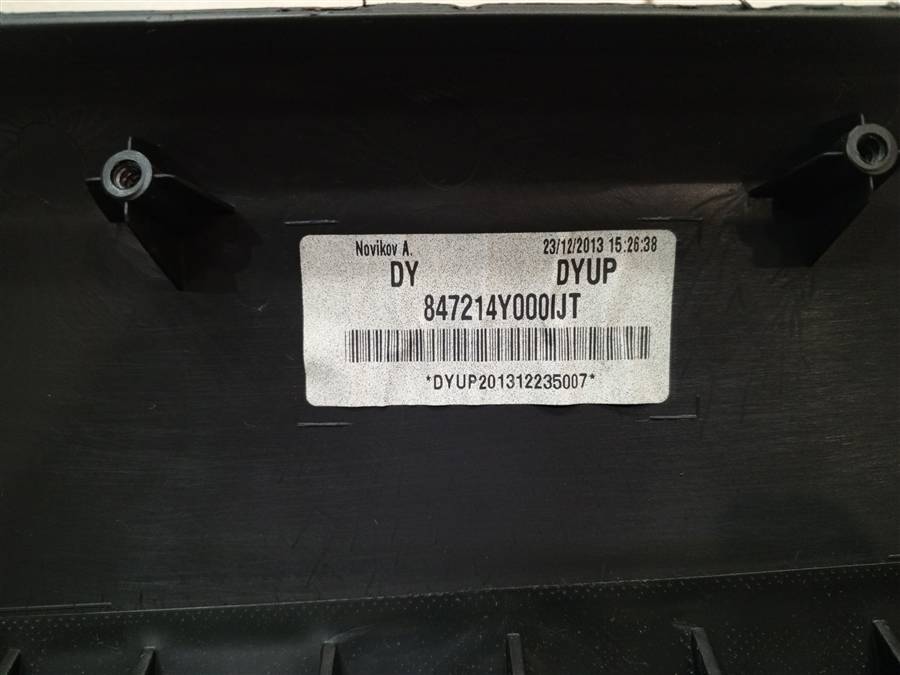 Novikov A. 23/12/2013 15:26:38
DY DYUP
847214Y000IJT
*DYUP201312235007*